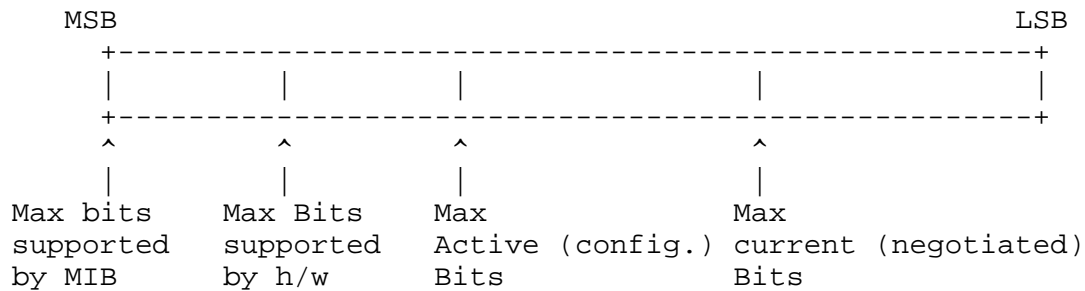 MSB LSB
+-----------------------------------------------------+
| | | | |
+-----------------------------------------------------+
^ ^ ^ ^
| | | |
Max bits Max Bits Max Max
supported supported Active (config.) current (negotiated)
by MIB by h/w Bits Bits